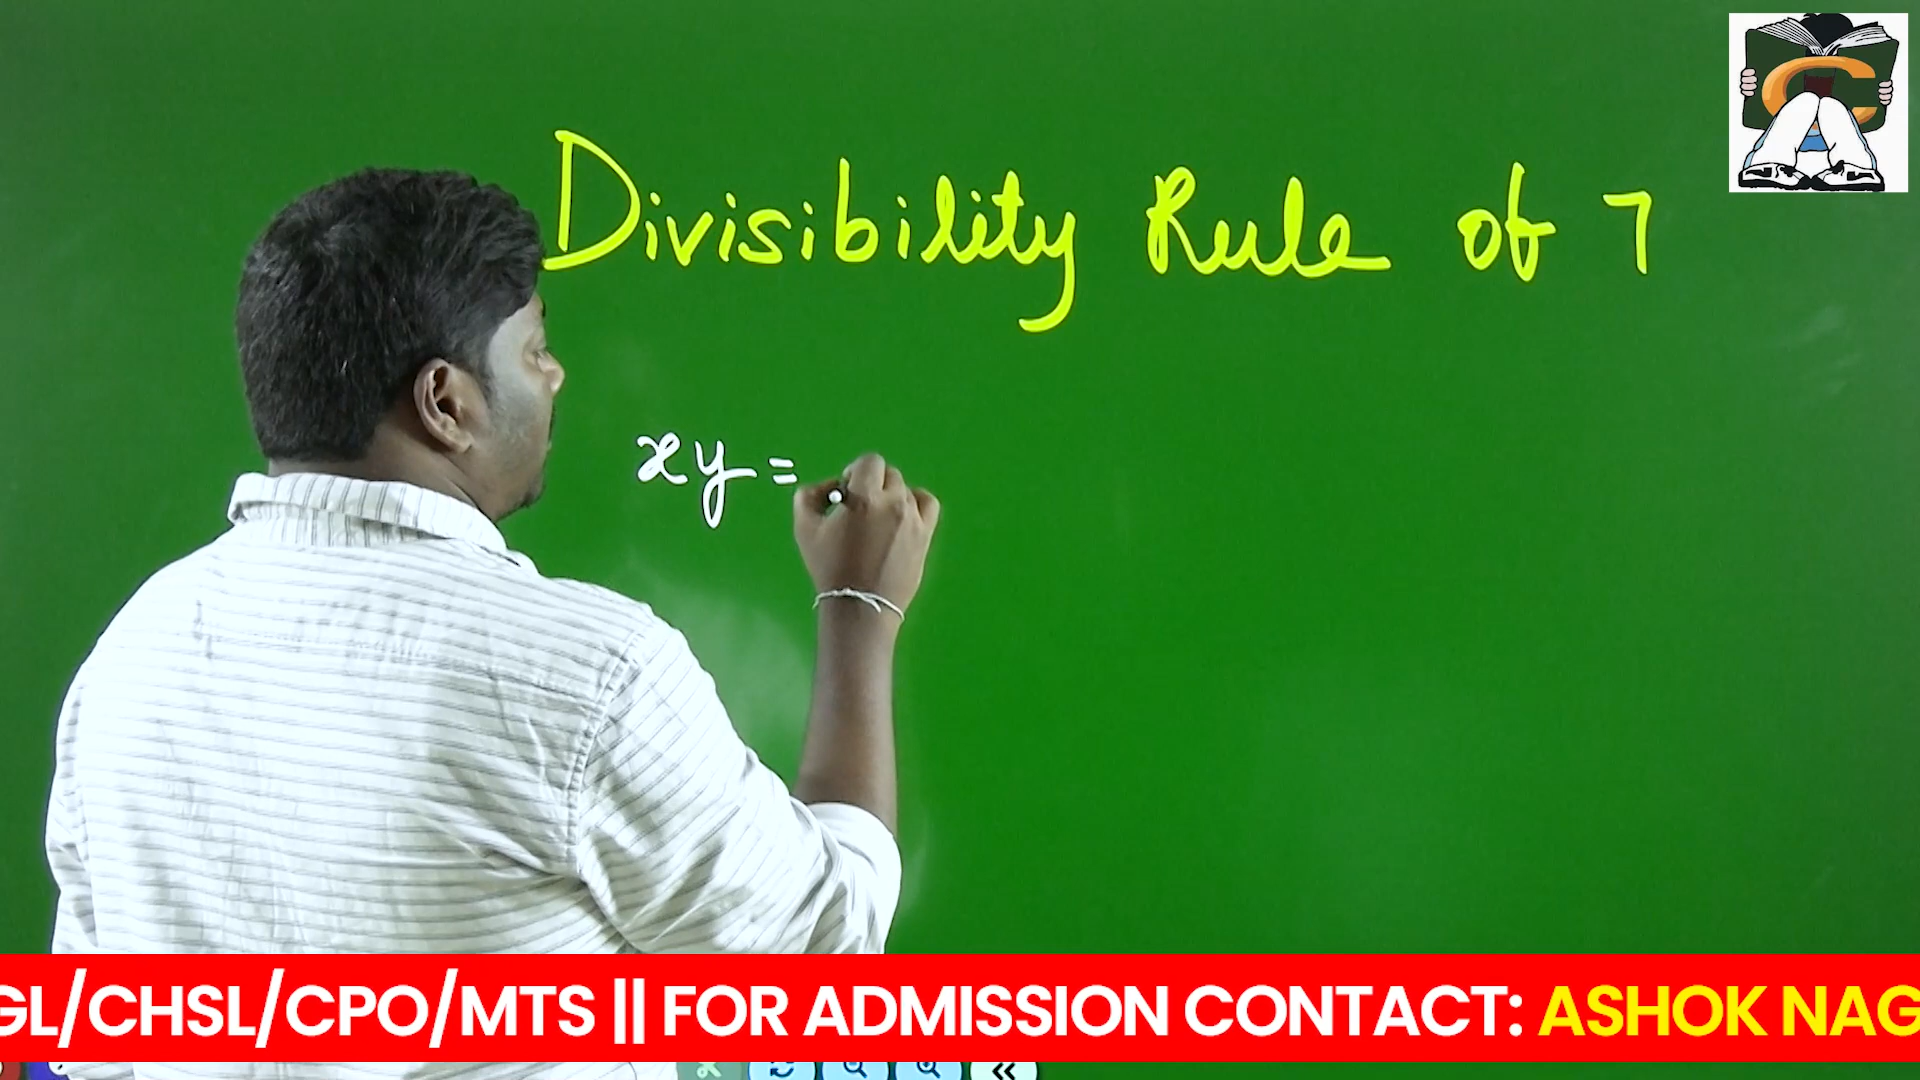 Divisibility Rule of 7
xy =
GL/CHSL/CPO/MTS || FOR ADMISSION CONTACT: ASHOK NAG